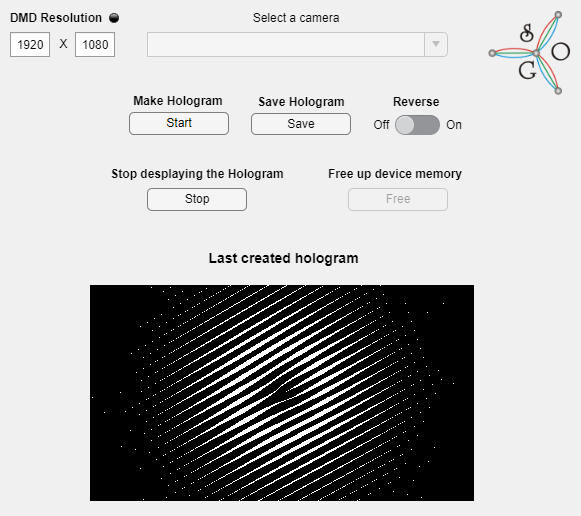 DMD Resolution
Select a camera
1920 X 1080
S
G O
Make Hologram Save Hologram Reverse
Start Save Off On
Stop desplaying the Hologram Free up device memory
Stop Free
Last created hologram